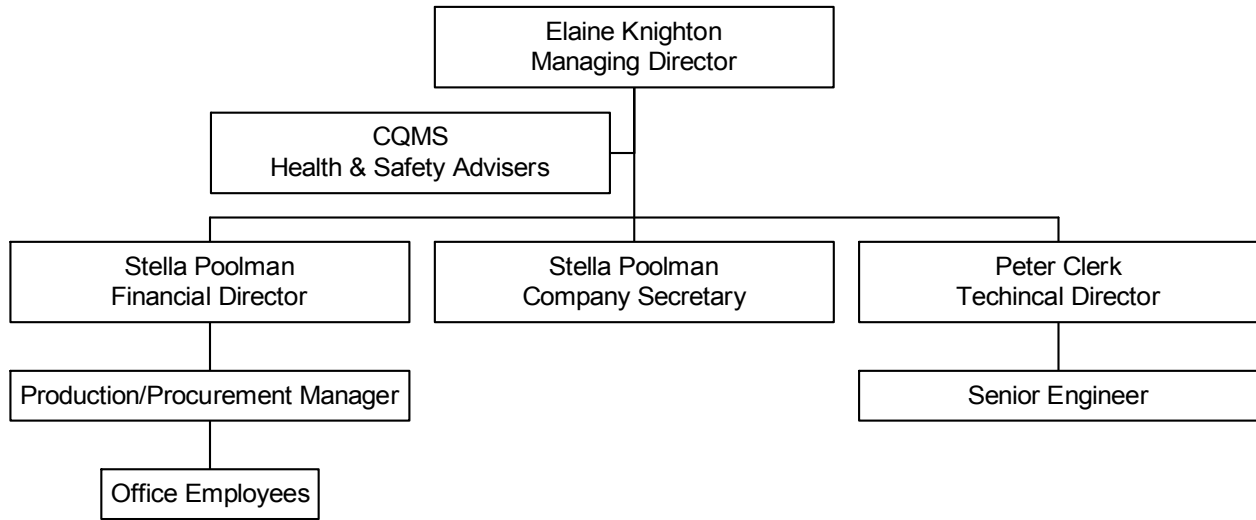 Elaine Knighton
Managing Director
CQMS
Health & Safety Advisers
Stella Poolman
Financial Director
Stella Poolman
Company Secretary
Peter Clerk
Techincal Director
Production/Procurement Manager
Senior Engineer
Office Employees